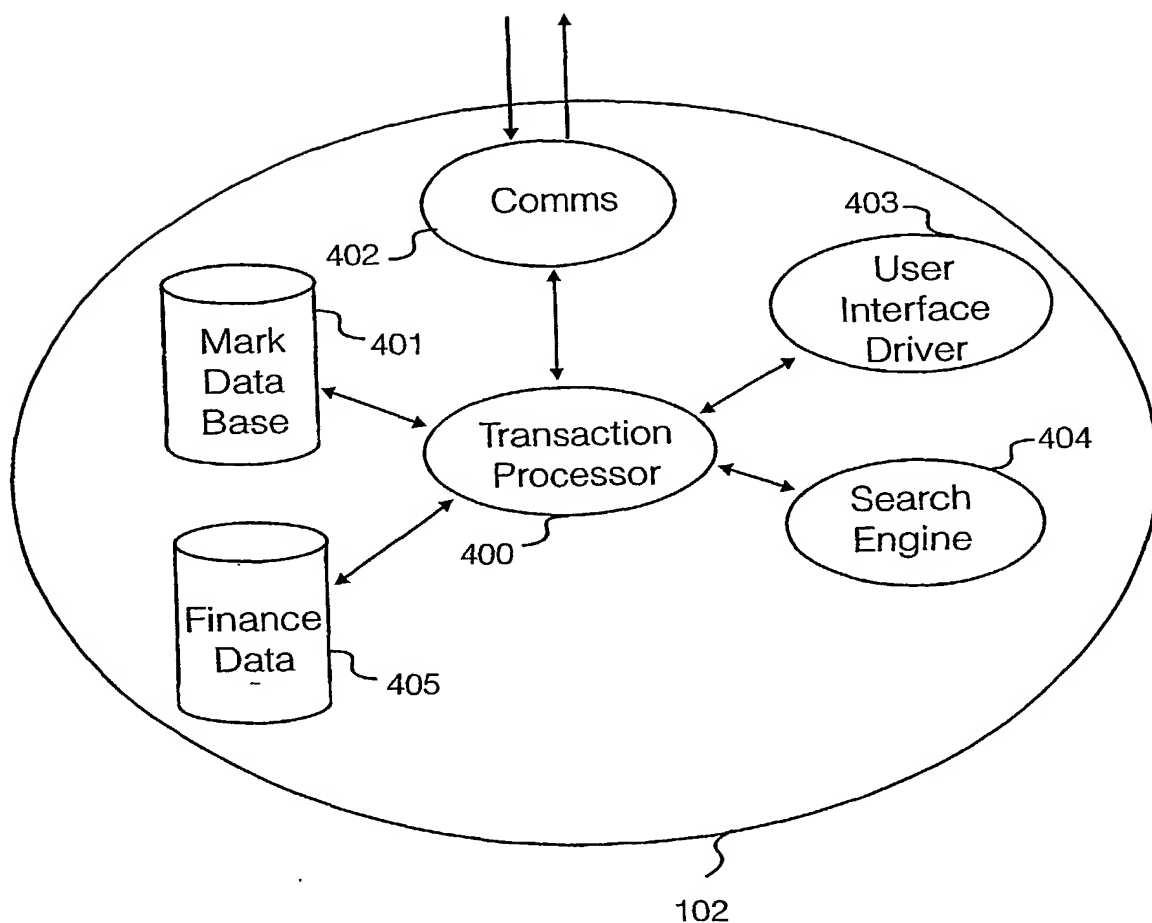 Comms
402
403
User
Interface
Driver
Mark
Data
Base
401
Transaction
Processor
400
404
Search
Engine
Finance
Data
405
102